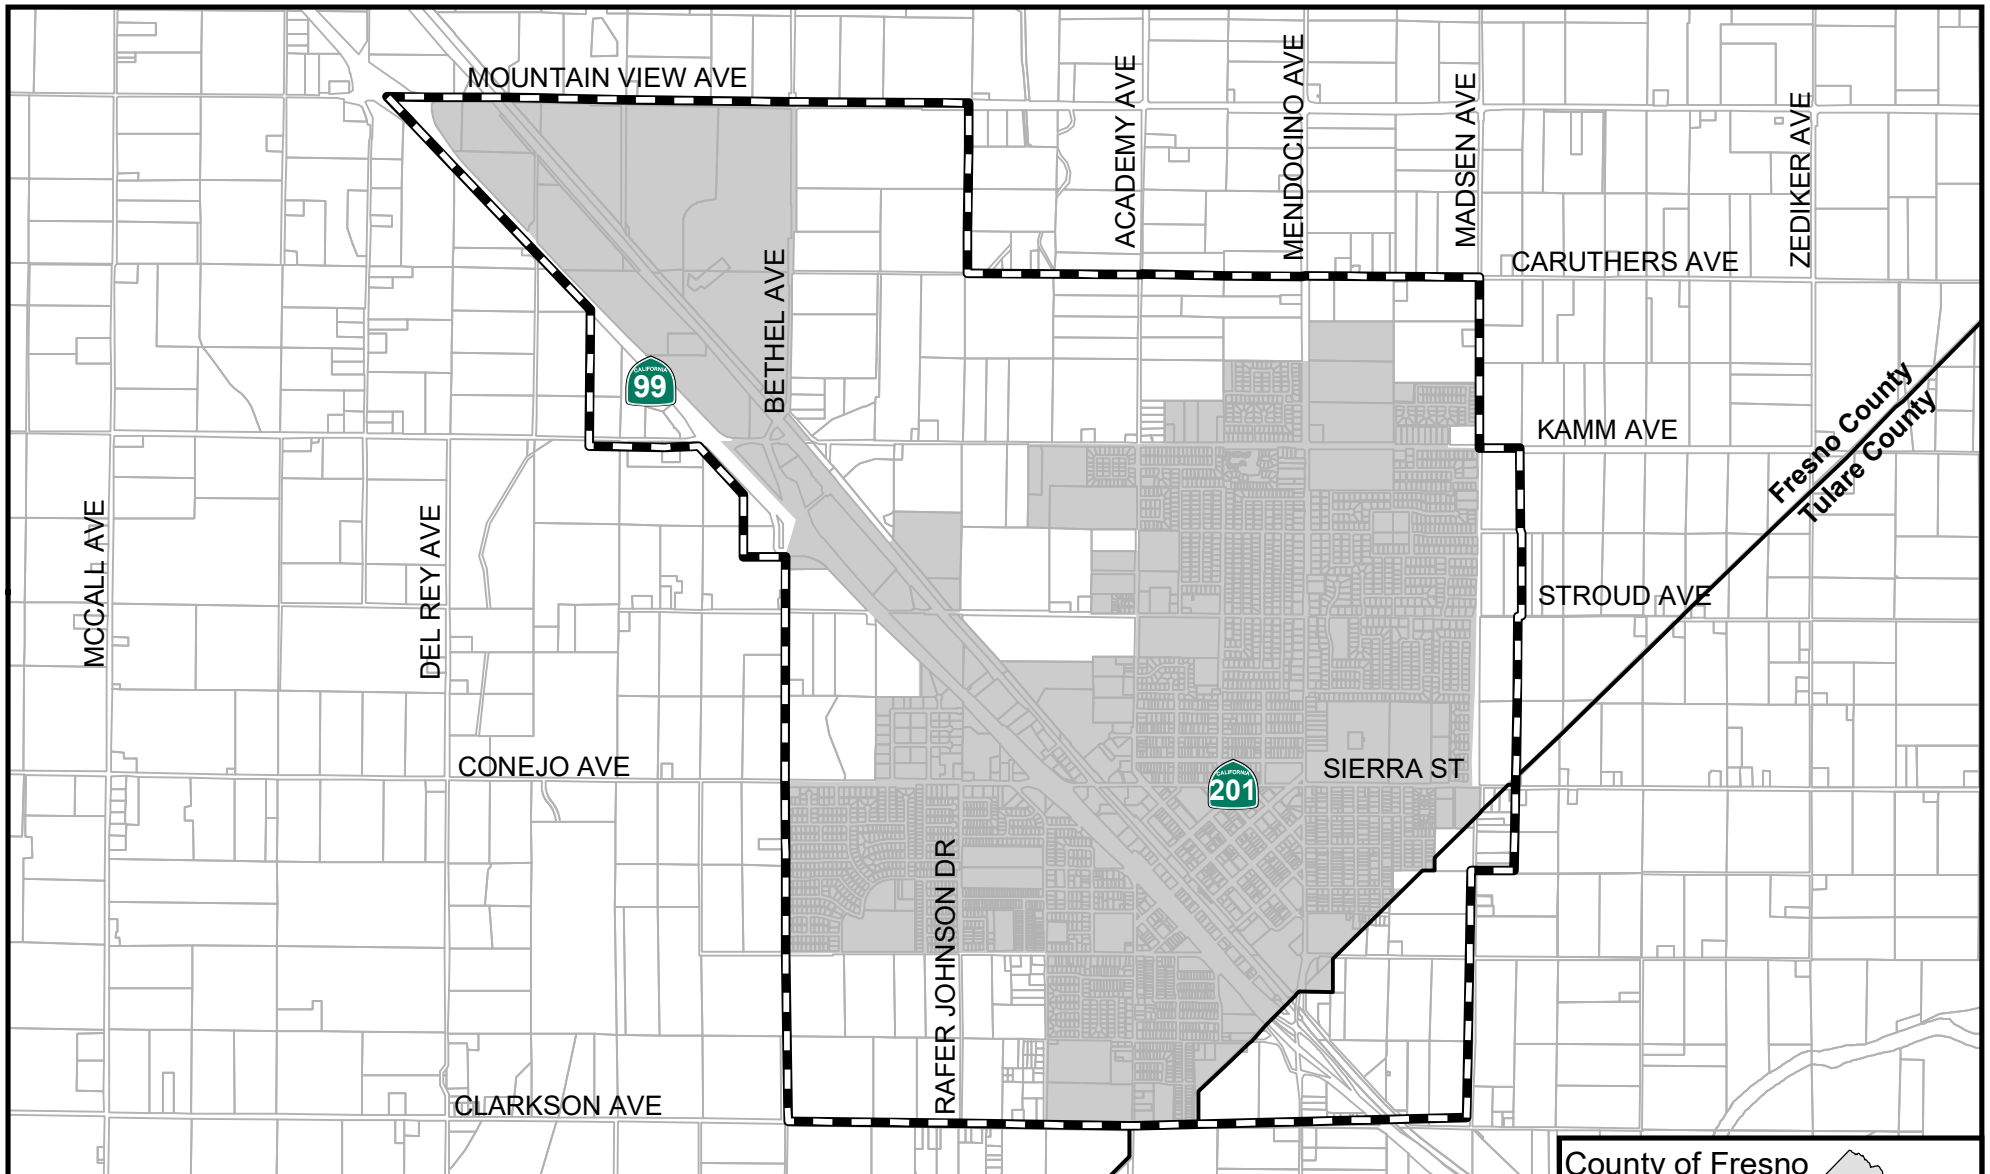 MOUNTAIN VIEW AVE
ACADEMY AVE
MENDOCINO AVE
MADSEN AVE
ZEDIKER AVE
CARUTHERS AVE
BETHEL AVE
CALIFORNIA
99
KAMM AVE
Fresno County
Tulare County
MCCALL AVE
DEL REY AVE
STROUD AVE
CONEJO AVE
SIERRA ST
CALIFORNIA
201
RAFER JOHNSON DR
CLARKSON AVE
County of Fresno